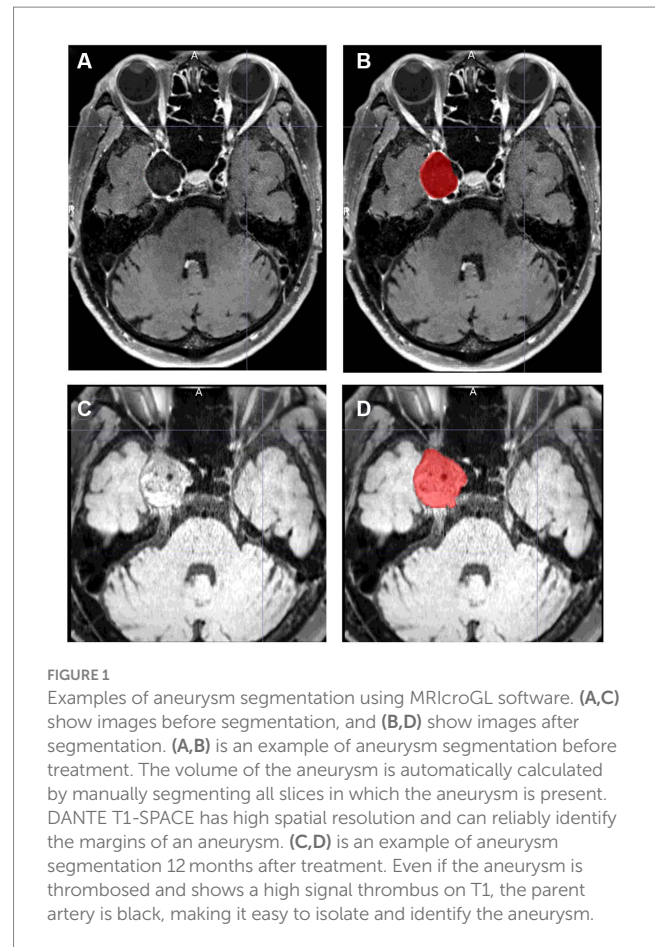 A
A
B
A
C
A
D
A
FIGURE 1
Examples of aneurysm segmentation using MRIcroGL software. (A,C)
show images before segmentation, and (B,D) show images after
segmentation. (A,B) is an example of aneurysm segmentation before
treatment. The volume of the aneurysm is automatically calculated
by manually segmenting all slices in which the aneurysm is present.
DANTE T1-SPACE has high spatial resolution and can reliably identify
the margins of an aneurysm. (C,D) is an example of aneurysm
segmentation 12 months after treatment. Even if the aneurysm is
thrombosed and shows a high signal thrombus on T1, the parent
artery is black, making it easy to isolate and identify the aneurysm.